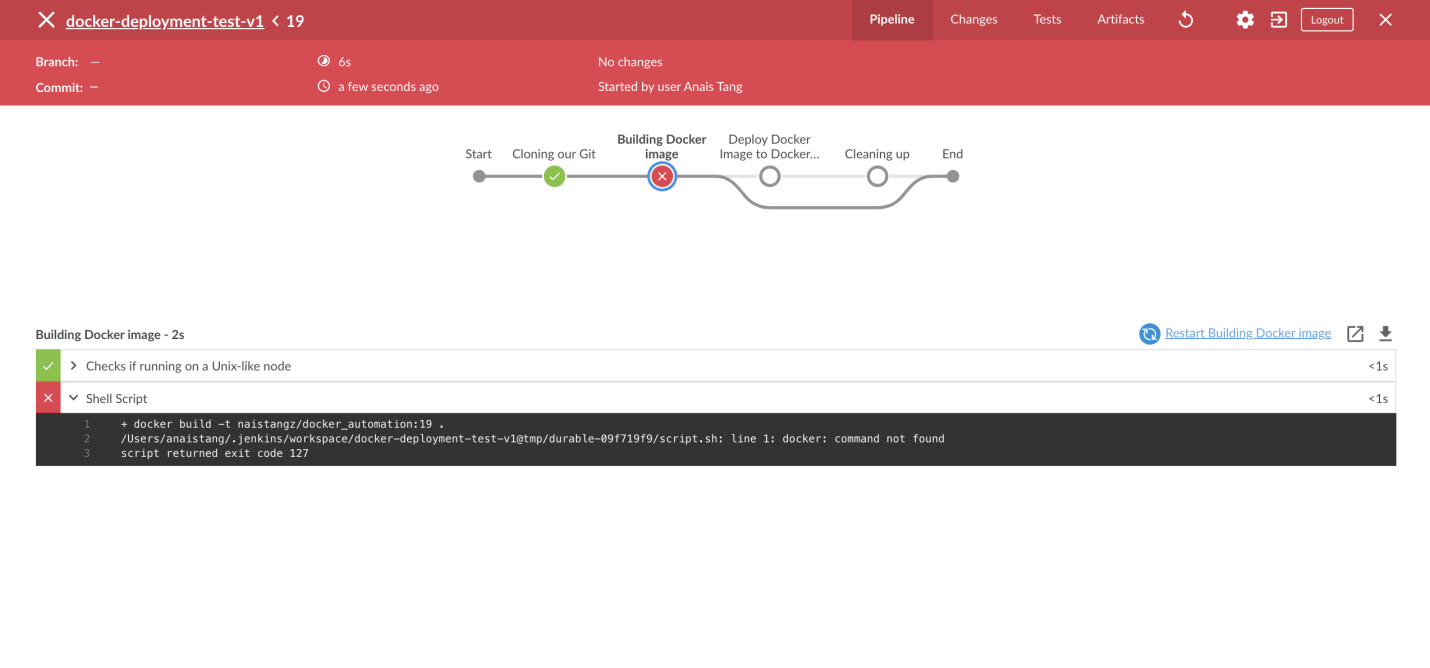 docker-deployment-test-v1 < 19
Pipeline
Changes
Tests
Artifacts
Logout
Branch: —
6s
No changes
Commit: —
a few seconds ago
Started by user Anais Tang
Start
Cloning our Git
Building Docker
image
Deploy Docker
Image to Docker...
Cleaning up
End
Building Docker image - 2s
Restart Building Docker image
Checks if running on a Unix-like node
<1s
Shell Script
<1s
1 + docker build -t naistangz/docker_automation:19 .
2 /Users/anaistang/.jenkins/workspace/docker-deployment-test-v1@tmp/durable-09f719f9/script.sh: line 1: docker: command not found
3 script returned exit code 127